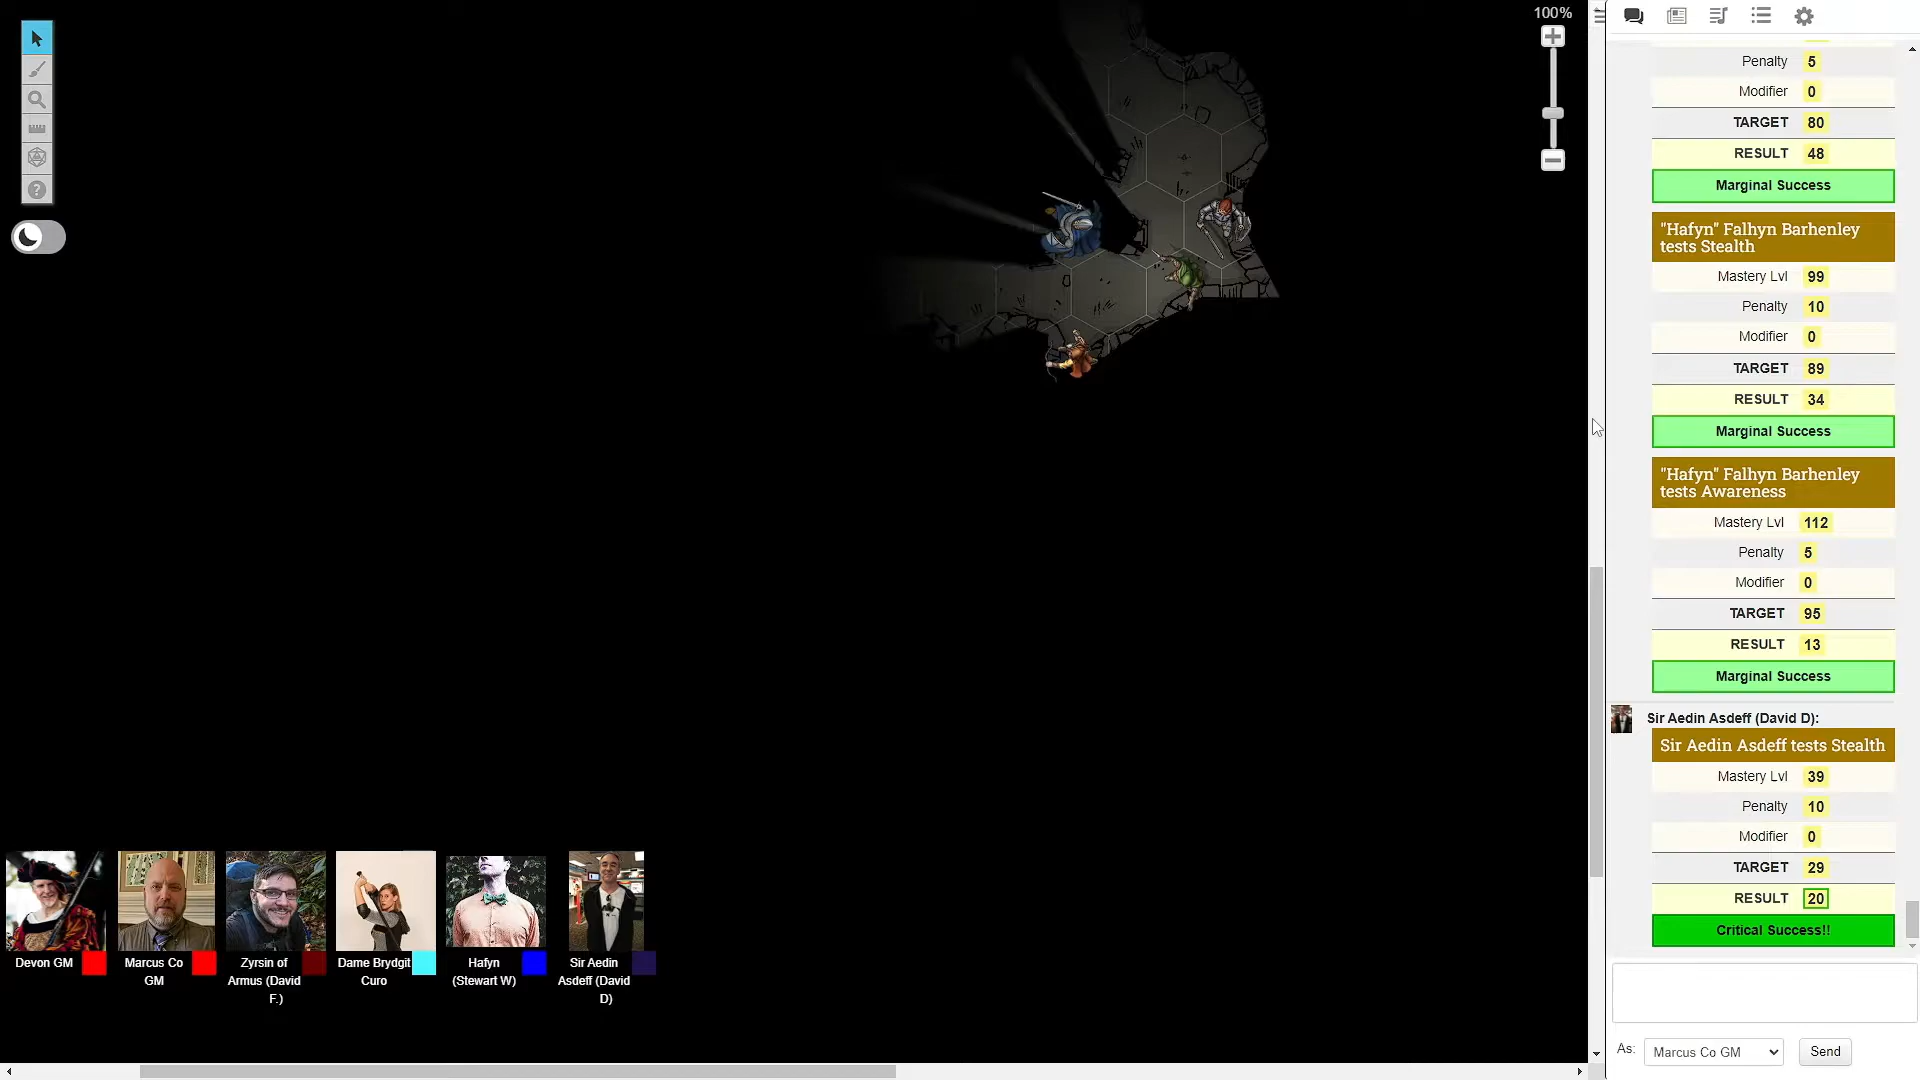 100%
Penalty 5
Modifier 0
TARGET 80
RESULT 48
Marginal Success
"Hafyn" Falhyn Barhenley
tests Stealth
Mastery Lvl 99
Penalty 10
Modifier 0
TARGET 89
RESULT 34
Marginal Success
"Hafyn" Falhyn Barhenley
tests Awareness
Mastery Lvl 112
Penalty 5
Modifier 0
TARGET 95
RESULT 13
Marginal Success
Sir Aedin Asdeff (David D):
Sir Aedin Asdeff tests Stealth
Mastery Lvl 39
Penalty 10
Modifier 0
TARGET 29
RESULT 20
Critical Success!!
As: Marcus Co GM Send
Devon GM
Marcus Co
GM
Zyrsin of
Armus (David
F.)
Dame Brydgit
Curo
Hafyn
(Stewart W)
Sir Aedin
Asdeff (David
D)